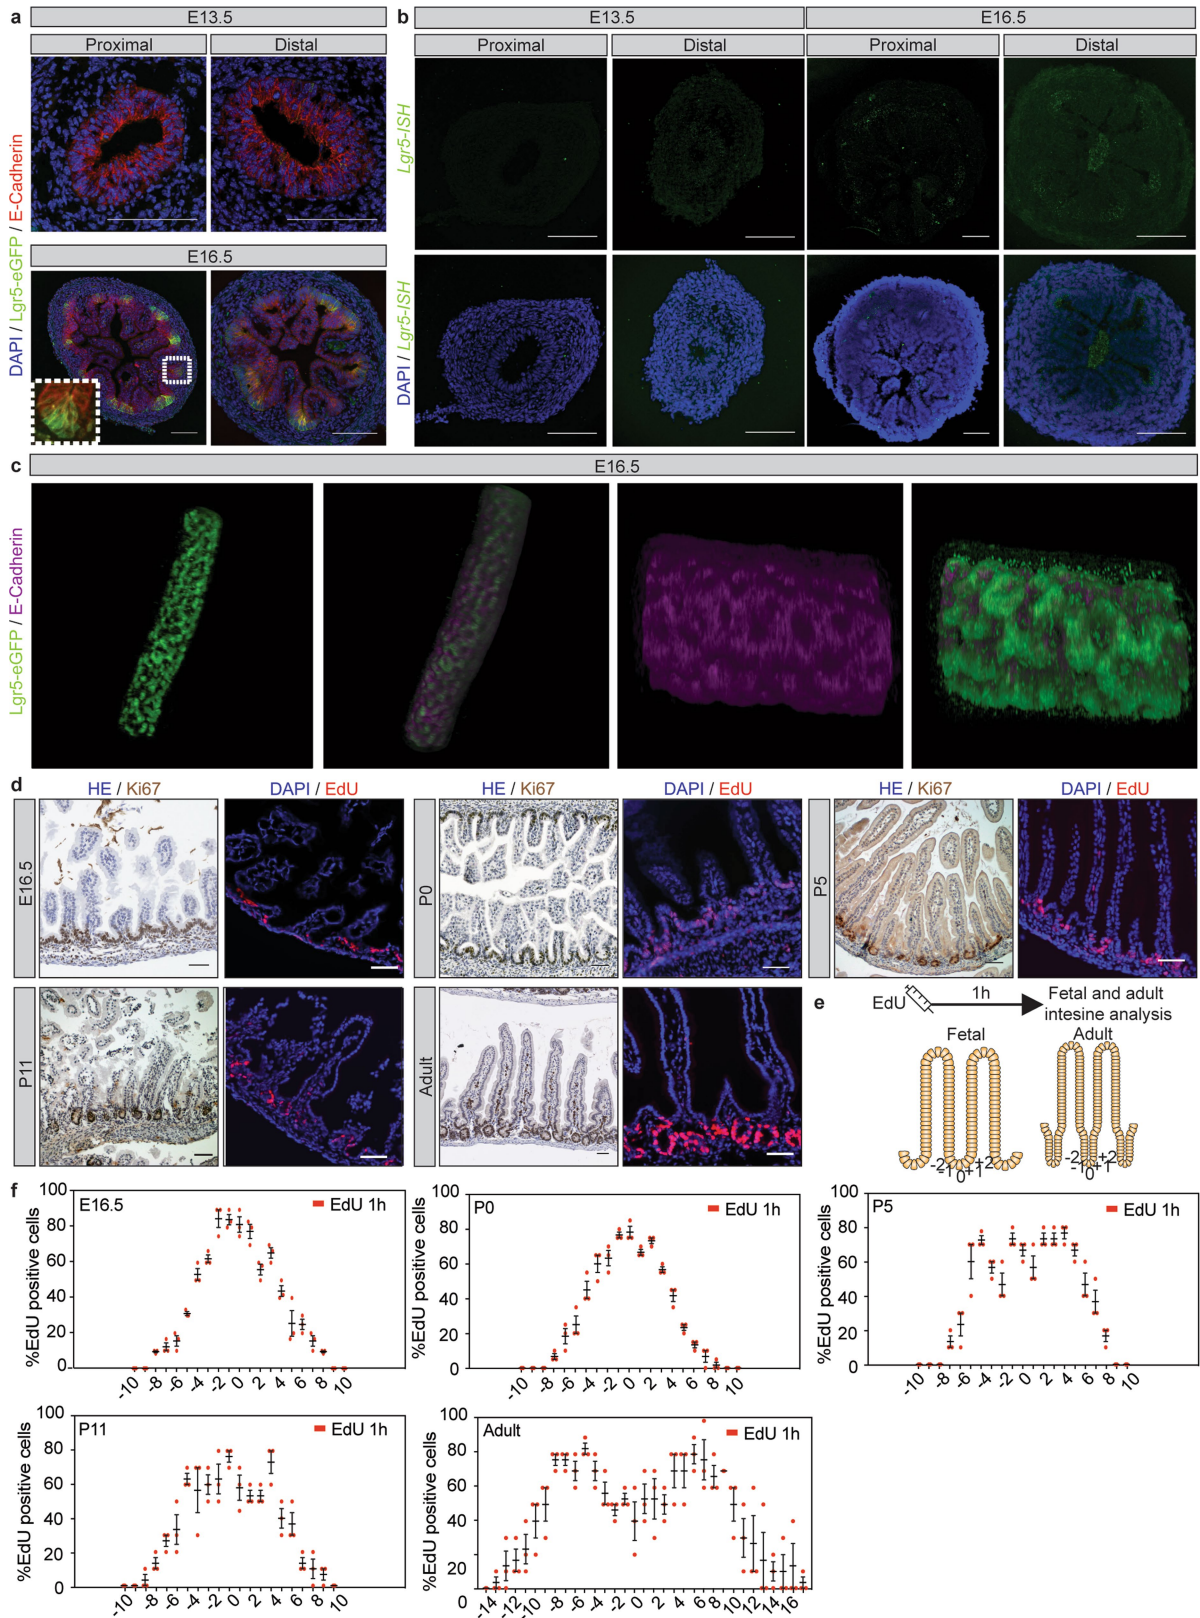 a
E13.5
Proximal
Distal
E16.5
DAPI / Lgr5-eGFP / E-Cadherin
b
E13.5
E16.5
Proximal
Distal
Proximal
Distal
Lgr5-ISH
DAPI / Lgr5-ISH
c
E16.5
Lgr5-eGFP / E-Cadherin
d
HE / Ki67
DAPI / EdU
HE / Ki67
DAPI / EdU
HE / Ki67
DAPI / EdU
E16.5
P0
P5
P11
Adult
e
EdU
1h
Fetal and adult
intesine analysis
Fetal
Adult
-2 -1 0 +1 +2
-2 -1 0 +1 +2
f
E16.5
EdU 1h
%EdU positive cells
100
80
60
40
20
0
-10 -8 -6 -4 -2 0 2 4 6 8 10
P0
EdU 1h
%EdU positive cells
100
80
60
40
20
0
-10 -8 -6 -4 -2 0 2 4 6 8 10
P5
EdU 1h
%EdU positive cells
100
80
60
40
20
0
-10 -8 -6 -4 -2 0 2 4 6 8 10
P11
EdU 1h
%EdU positive cells
100
80
60
40
20
0
-10 -8 -6 -4 -2 0 2 4 6 8 10
Adult
EdU 1h
%EdU positive cells
100
80
60
40
20
0
-14 -12 -10 -8 -6 -4 -2 0 2 4 6 8 10 12 14 16